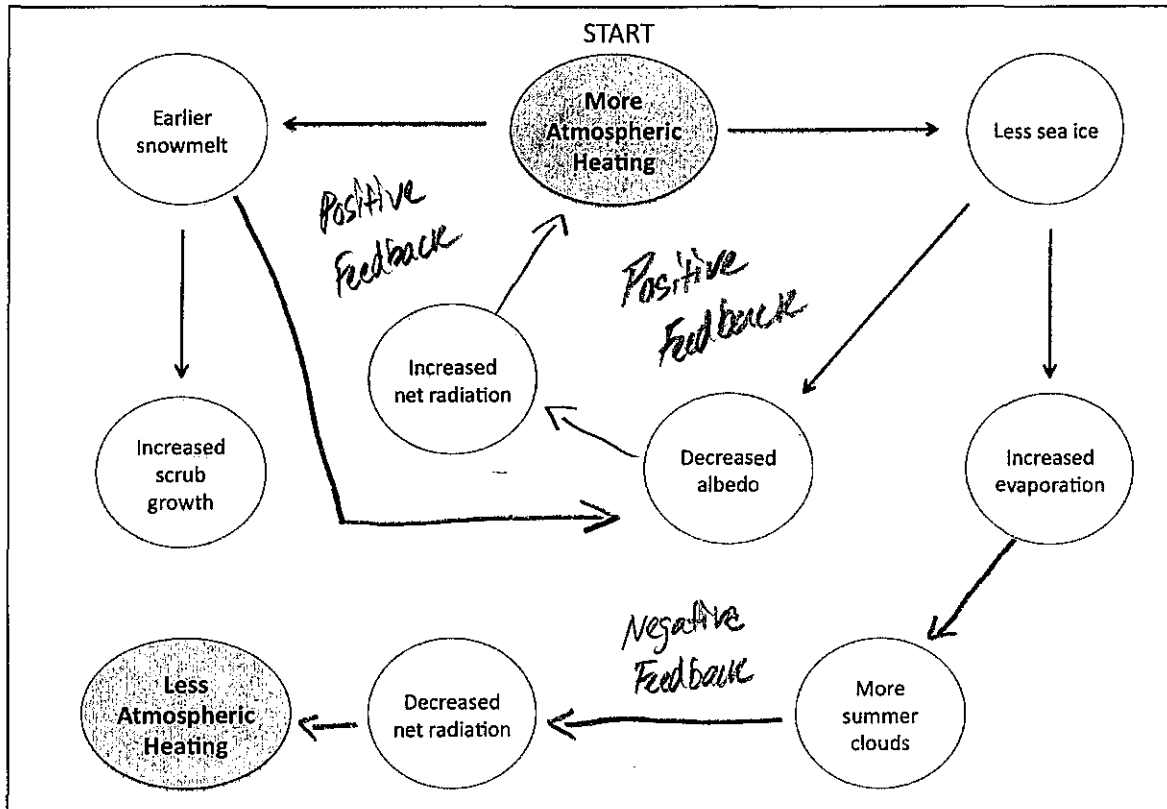 START
More
Atmospheric
Heating
Earlier
snowmelt
Less sea ice
Positive
Feedback
Positive
Feedback
Increased
net radiation
Increased
scrub
growth
Decreased
albedo
Increased
evaporation
Negative
Feedback
Less
Atmospheric
Heating
Decreased
net radiation
More
summer
clouds